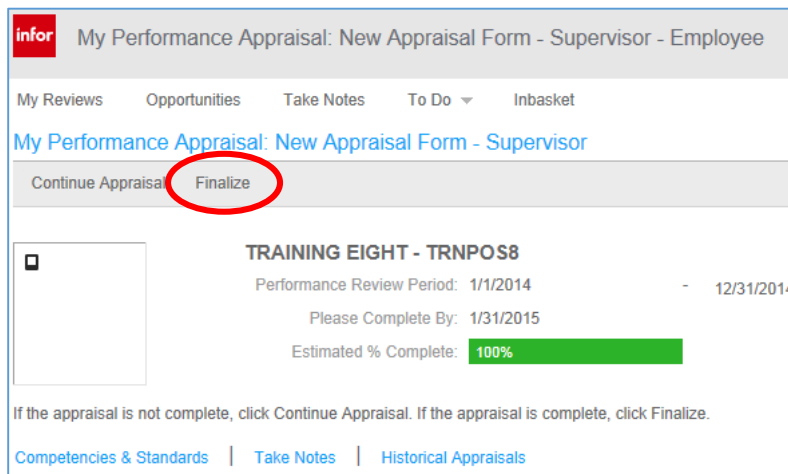 infor My Performance Appraisal: New Appraisal Form - Supervisor - Employee
My Reviews Opportunities Take Notes To Do Inbasket
My Performance Appraisal: New Appraisal Form - Supervisor
Continue Appraisal Finalize
TRAINING EIGHT - TRNPOS8
Performance Review Period: 1/1/2014 - 12/31/2014
Please Complete By: 1/31/2015
Estimated % Complete: 100%
If the appraisal is not complete, click Continue Appraisal. If the appraisal is complete, click Finalize.
Competencies & Standards | Take Notes | Historical Appraisals